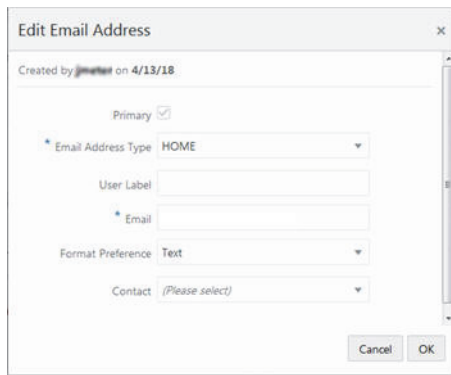 Edit Email Address
Created by on 4/13/18
Primary
* Email Address Type HOME
User Label
* Email
Format Preference Text
Contact (Please select)
Cancel OK